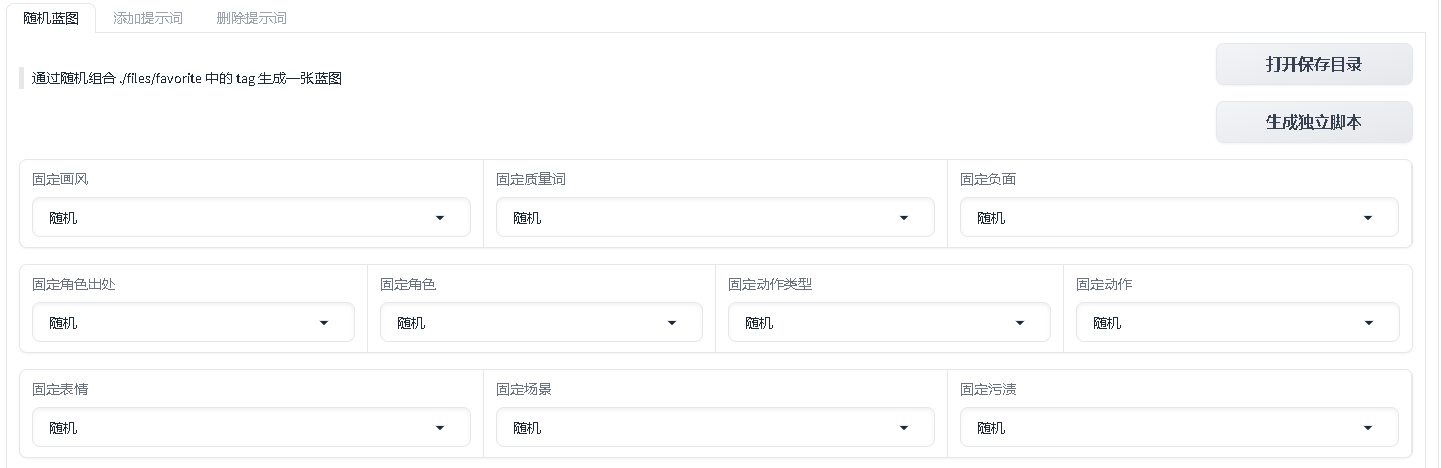 随机蓝图 添加提示词 删除提示词
打开保存目录
通过随机组合 ./files/favorite 中的 tag 生成一张蓝图
生成独立脚本
固定画风 固定质量词 固定负面
随机 随机 随机
固定角色出处 固定角色 固定动作类型 固定动作
随机 随机 随机 随机
固定表情 固定场景 固定污渍
随机 随机 随机